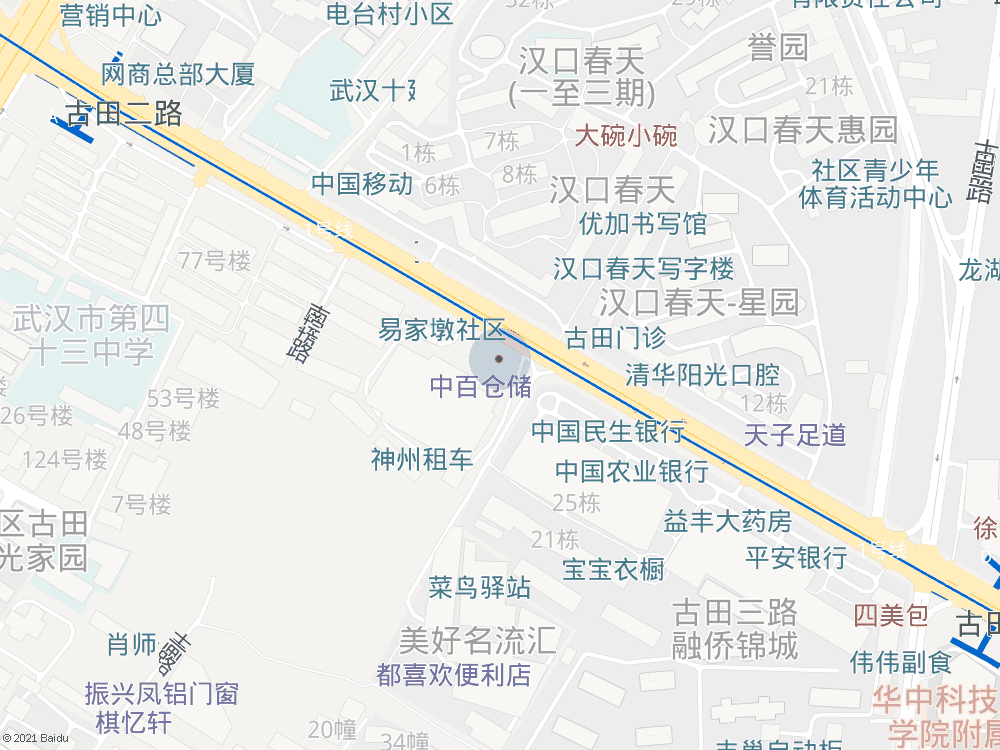 营销中心
电台村小区
网商总部大厦
武汉十
古田二路
汉口春天
(一至三期)
誉园
21栋
大碗小碗
汉口春天惠园
7栋
1栋
8栋
6栋
中国移动
汉口春天
社区青少年
体育活动中心
古田三路
优加书写馆
1号线
77号楼
汉口春天写字楼
龙湖
汉口春天-星园
武汉市第四
十三中学
易家墩社区
古田门诊
中百仓储
清华阳光口腔
53号楼
12栋
26号楼
48号楼
中国民生银行
天子足道
124号楼
神州租车
中国农业银行
7号楼
25栋
益丰大药房
区古田
光家园
21栋
1号线
徐
平安银行
宝宝衣橱
菜鸟驿站
古田三路
融侨锦城
四美包
古田
肖师
美好名流汇
都喜欢便利店
伟伟副食
振兴凤铝门窗
棋忆轩
华中科技
学院附属
20幢
34幢
© 2021 Baidu